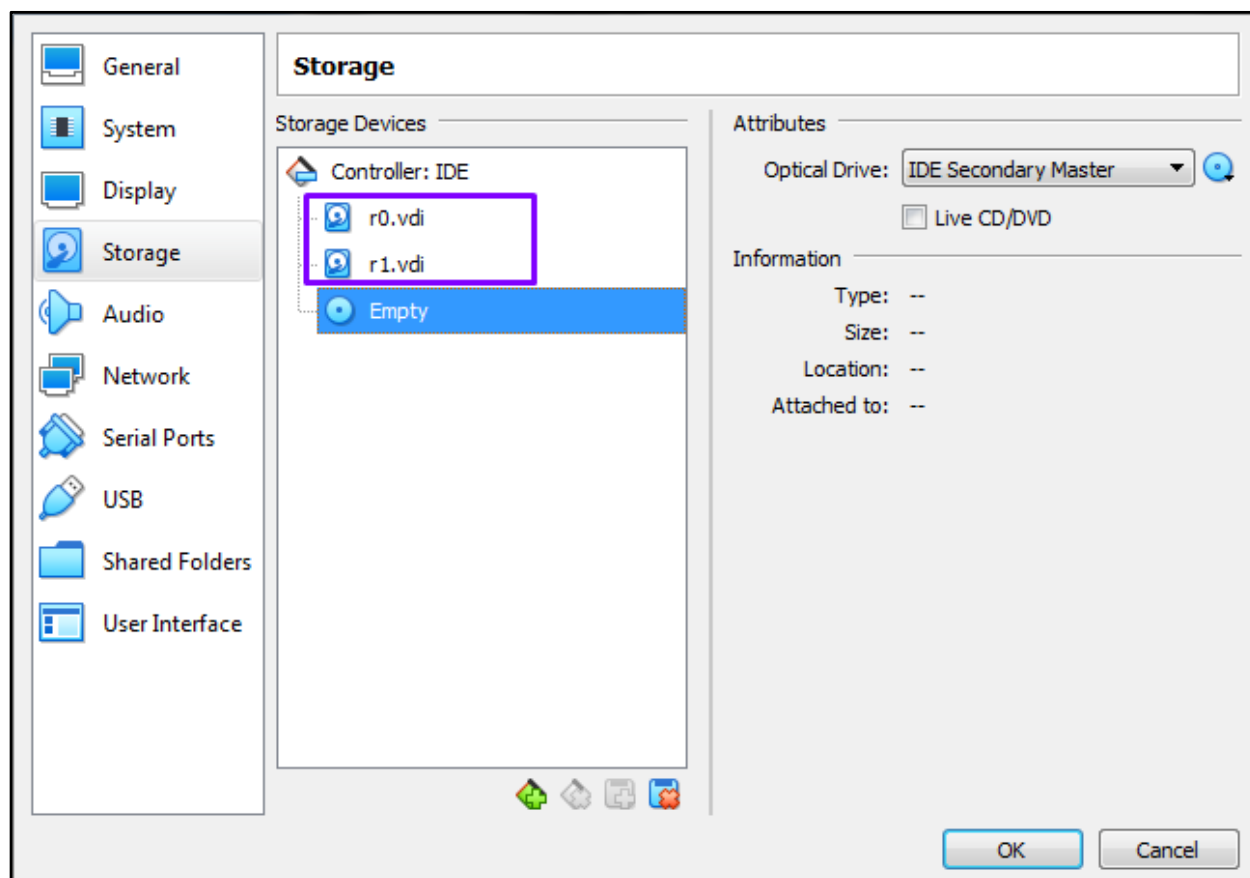 General
System
Display
Storage
Audio
Network
Serial Ports
USB
Shared Folders
User Interface
Storage
Storage Devices
Controller: IDE
r0.vdi
r1.vdi
Empty
Attributes
Optical Drive: IDE Secondary Master
Live CD/DVD
Information
Type: --
Size: --
Location: --
Attached to: --
OK
Cancel